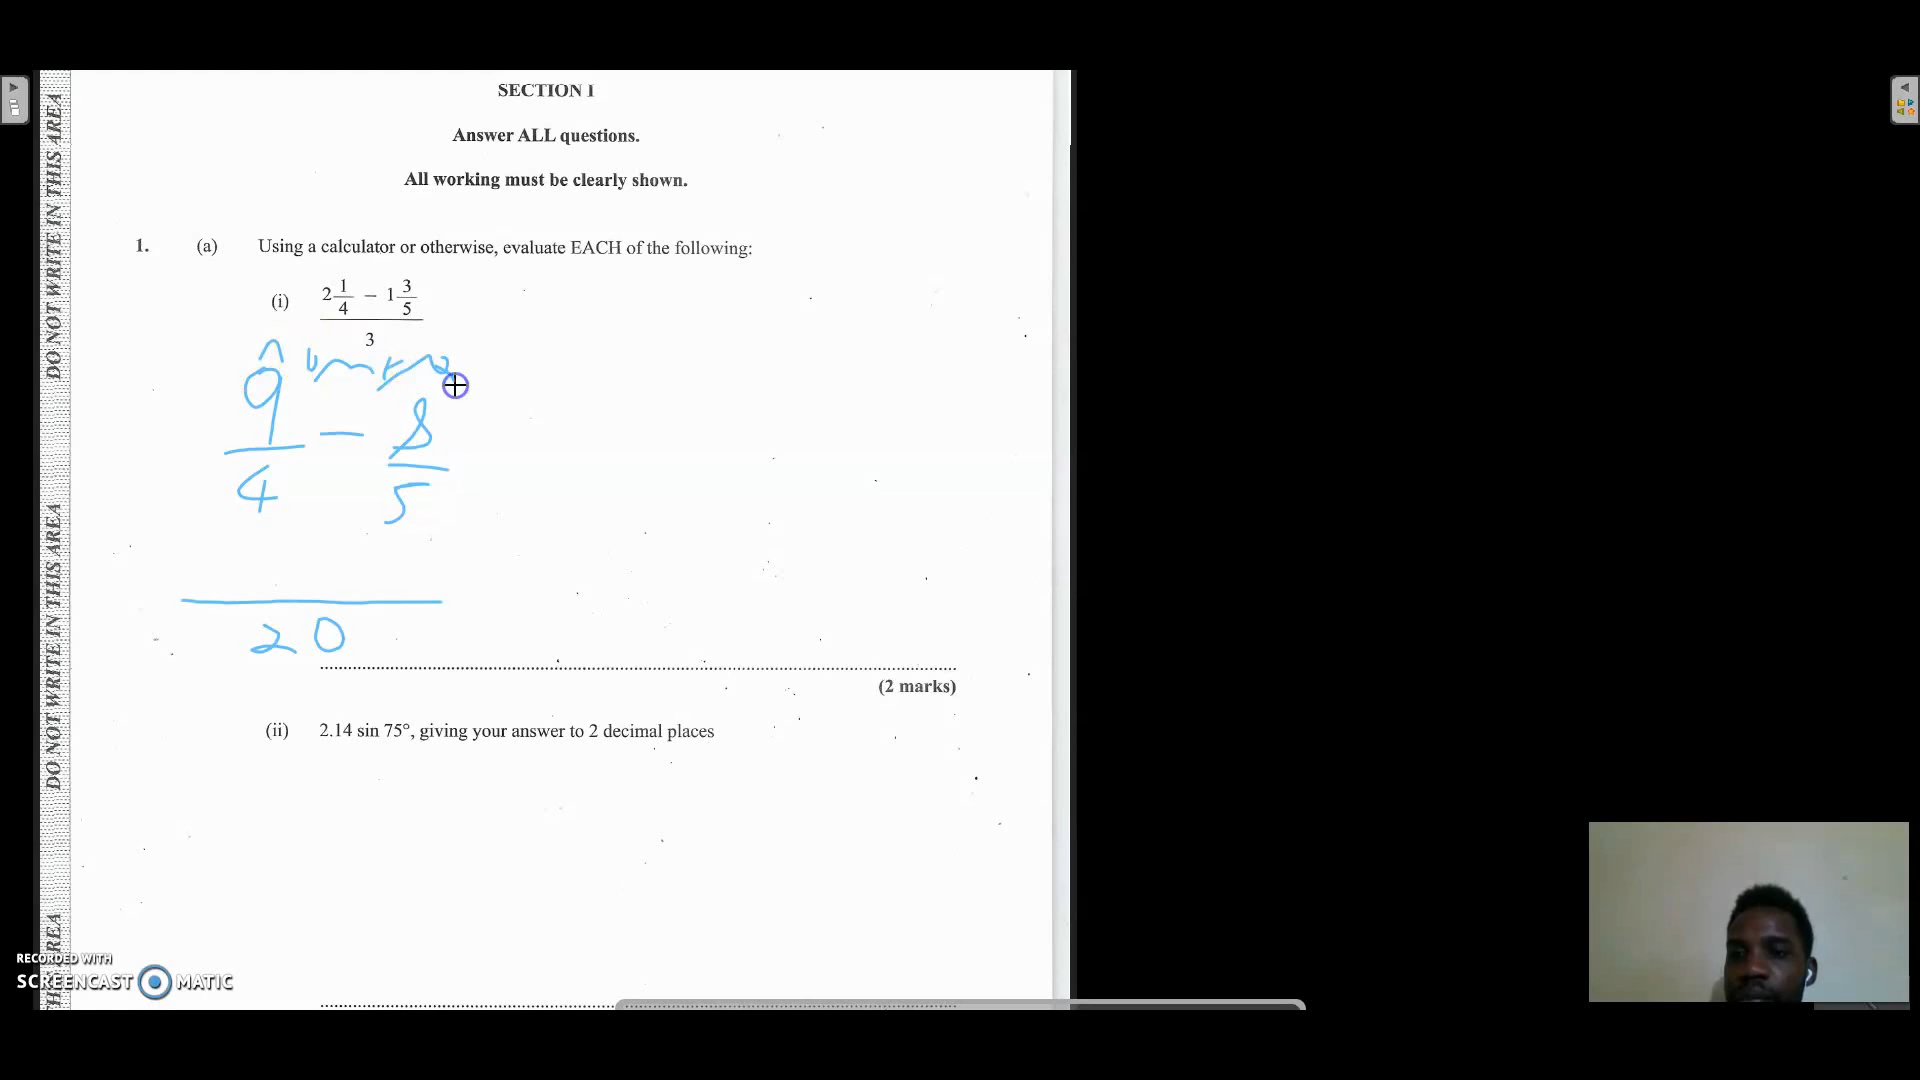 SECTION I
Answer ALL questions.
All working must be clearly shown.
1. (a) Using a calculator or otherwise, evaluate EACH of the following:
(i) 2 1/4 − 1 3/5
3
9 − 8
4 5
20
(2 marks)
(ii) 2.14 sin 75°, giving your answer to 2 decimal places
DO NOT WRITE IN THIS AREA
DO NOT WRITE IN THIS AREA
THIS AREA
RECORDED WITH
SCREENCAST MATIC